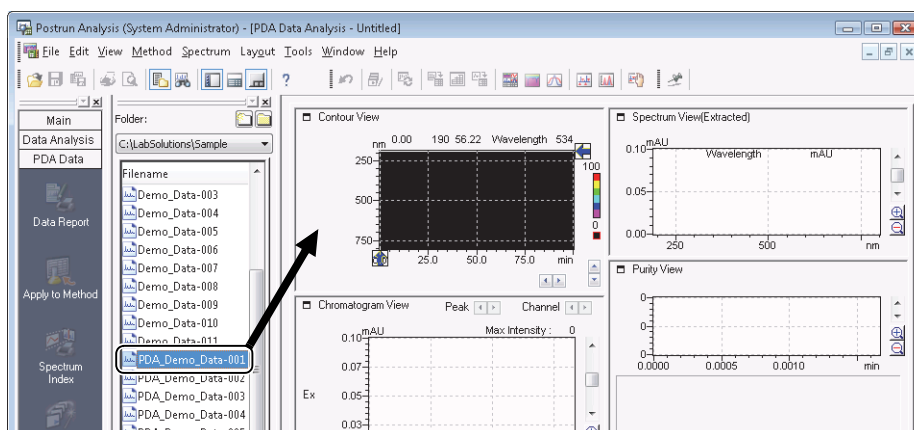 Postrun Analysis (System Administrator) - [PDA Data Analysis - Untitled]
File Edit View Method Spectrum Layout Tools Window Help
Main
Data Analysis
PDA Data
Data Report
Apply to Method
Spectrum
Index
Folder:
C:\LabSolutions\Sample
Filename
Demo_Data-003
Demo_Data-004
Demo_Data-005
Demo_Data-006
Demo_Data-007
Demo_Data-008
Demo_Data-009
Demo_Data-010
Demo_Data-011
PDA_Demo_Data-001
PDA_Demo_Data-002
PDA_Demo_Data-003
PDA_Demo_Data-004
Contour View
nm 0.00 190 56.22 Wavelength 534
250
500
750
25.0 50.0 75.0 min
100
0
Chromatogram View Peak Channel
mAU Max Intensity : 0
0.10
0.07
Ex 0.05
0.03
Spectrum View(Extracted)
mAU
0.10 Wavelength mAU
0.05
0.00
250 500 nm
Purity View
0
0
0
0.0000 0.0005 0.0010 min